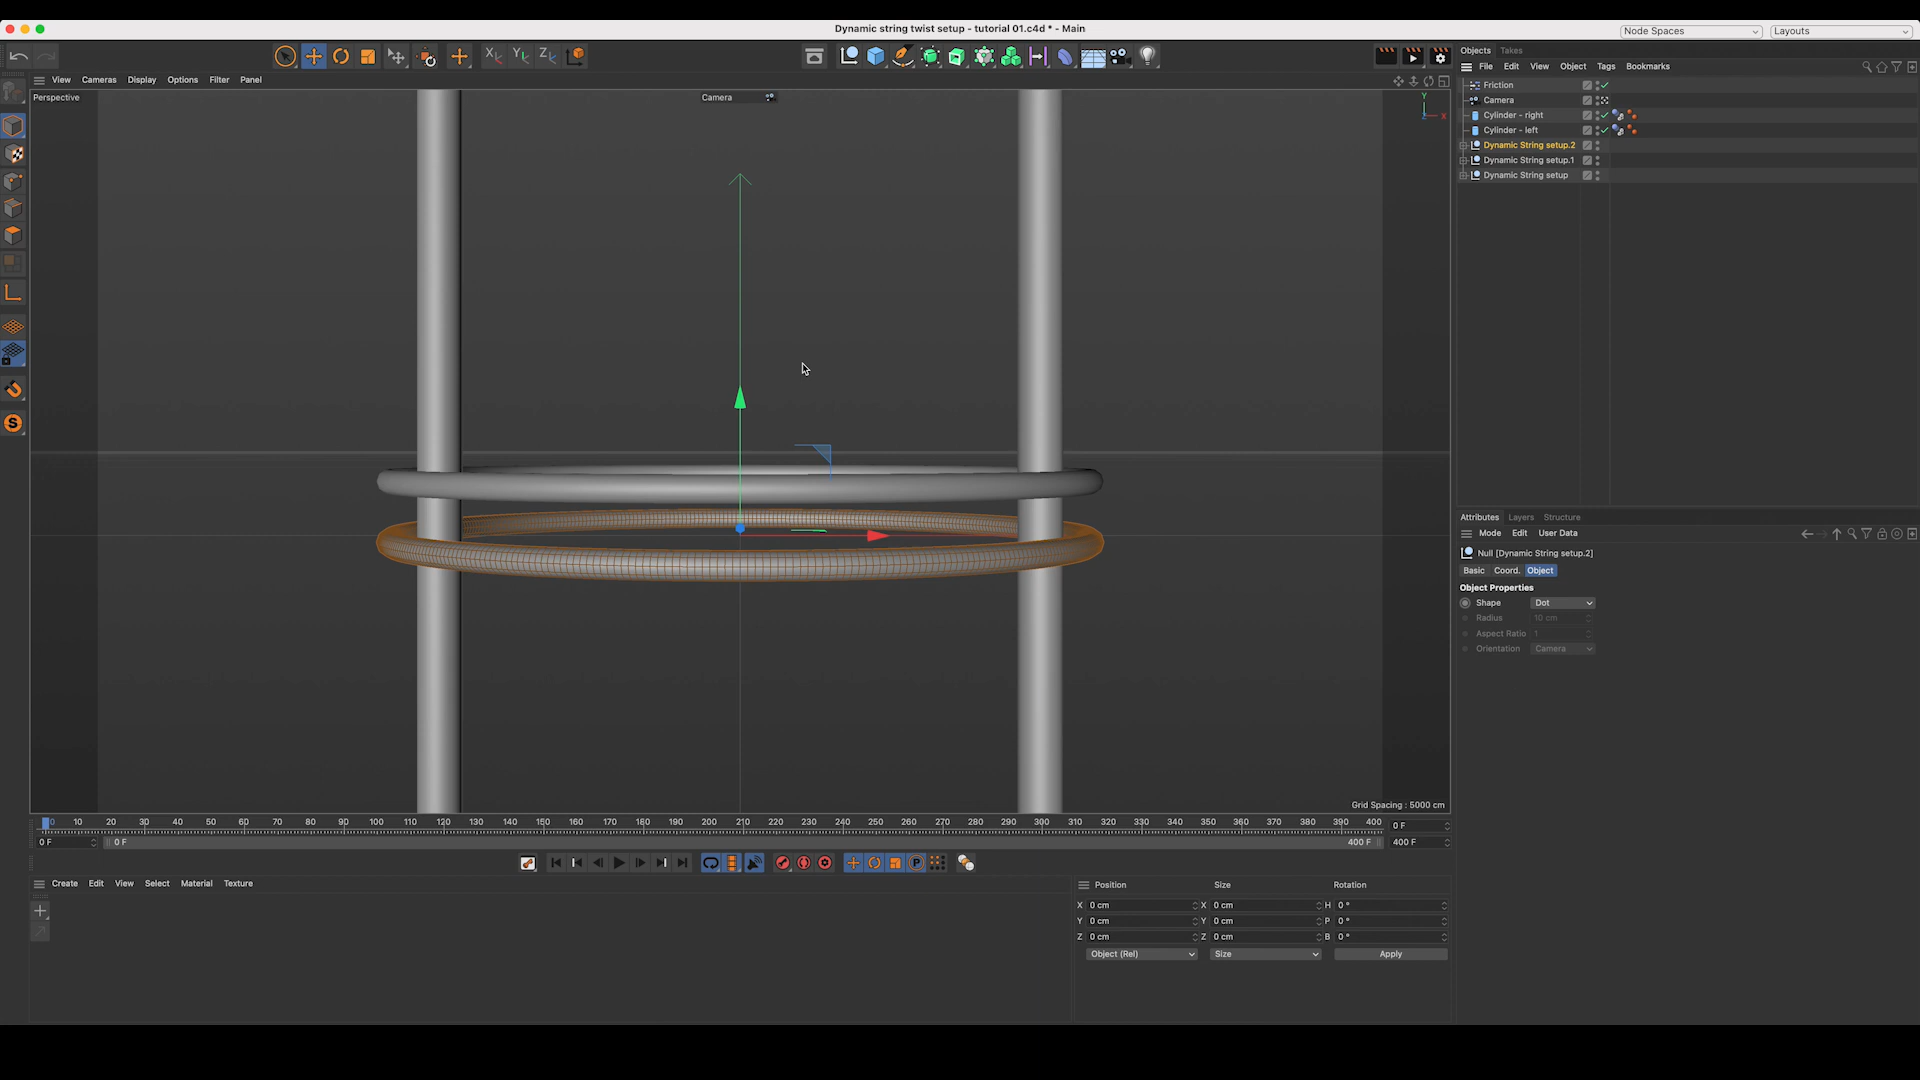 Dynamic string twist setup - tutorial 01.c4d * - Main
Node Spaces
Layouts
X Y Z
Objects Takes
View Cameras Display Options Filter Panel
File Edit View Object Tags Bookmarks
Perspective
Camera
Y
X
Friction
Camera
Cylinder - right
Cylinder - left
Dynamic String setup.2
Dynamic String setup.1
Dynamic String setup
Attributes Layers Structure
Mode Edit User Data
Null [Dynamic String setup.2]
Basic Coord. Object
Object Properties
Shape Dot
Radius 10 cm
Aspect Ratio 1
Orientation Camera
Grid Spacing : 5000 cm
0 10 20 30 40 50 60 70 80 90 100 110 120 130 140 150 160 170 180 190 200 210 220 230 240 250 260 270 280 290 300 310 320 330 340 350 360 370 380 390 400
0 F
0 F 0 F 400 F 400 F
P
Create Edit View Select Material Texture
Position Size Rotation
X 0 cm X 0 cm H 0 °
Y 0 cm Y 0 cm P 0 °
Z 0 cm Z 0 cm B 0 °
Object (Rel) Size Apply
S